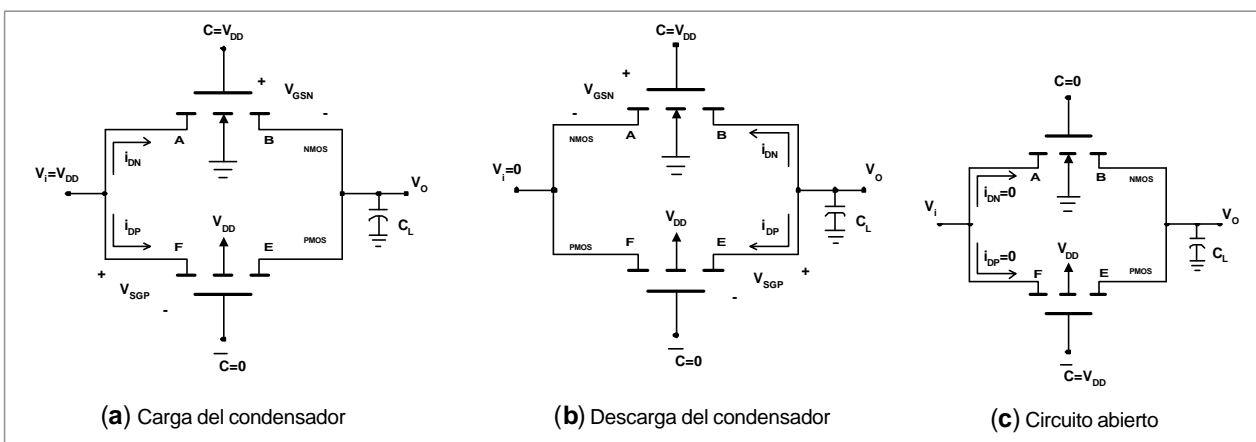 C=V_DD
+
V_GSN
-
A
B
NMOS
i_DN
V_i=V_DD
V_O
i_DP
V_DD
C_L
F
E
PMOS
+
V_SGP
-
C̅=0
(a) Carga del condensador
C=V_DD
+
V_GSN
-
A
B
NMOS
i_DN
V_i=0
V_O
V_DD
i_DP
C_L
PMOS
F
E
+
V_SGP
-
C̅=0
(b) Descarga del condensador
C=0
A
B
NMOS
i_DN=0
V_i
V_O
i_DP=0
V_DD
C_L
F
E
PMOS
C̅=V_DD
(c) Circuito abierto